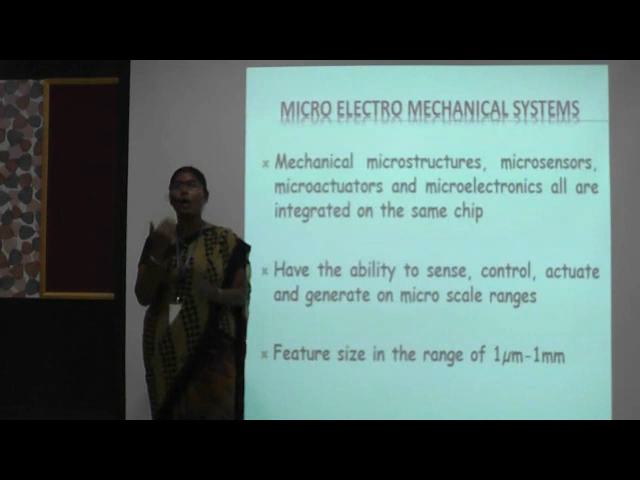 MICRO ELECTRO MECHANICAL SYSTEMS
Mechanical microstructures, microsensors,
microactuators and microelectronics all are
integrated on the same chip
Have the ability to sense, control, actuate
and generate on micro scale ranges
Feature size in the range of 1µm-1mm